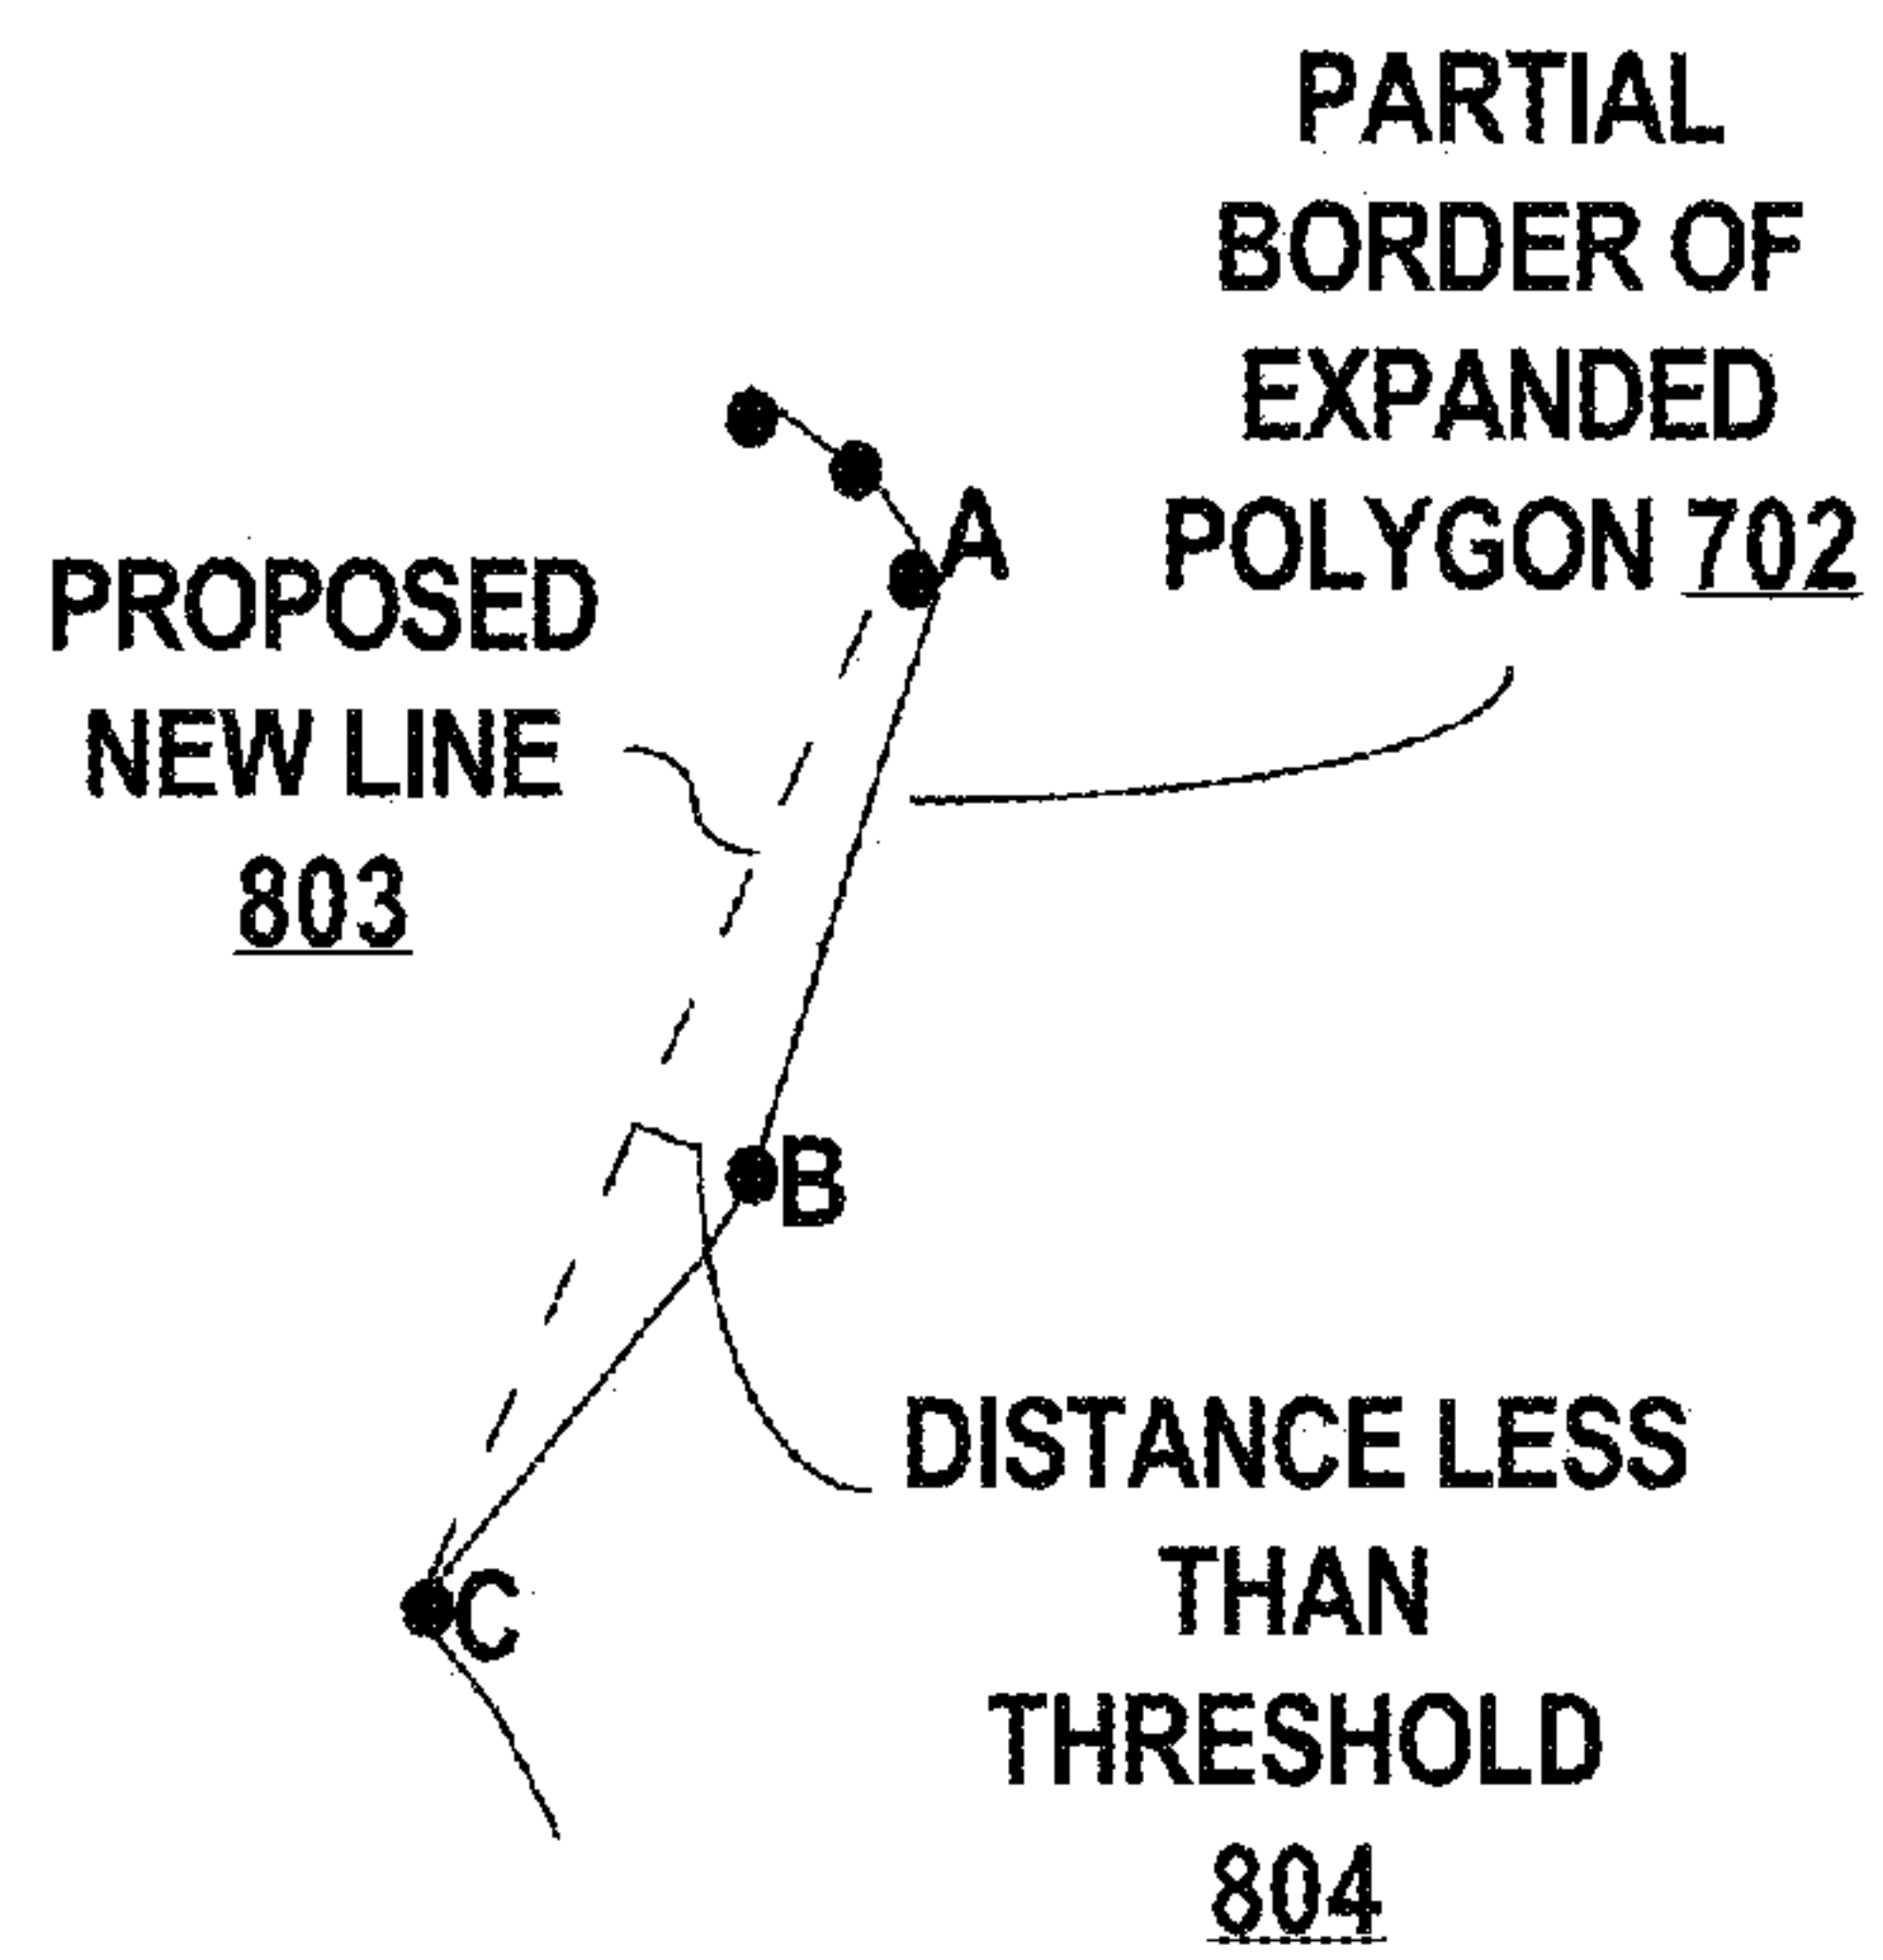 PARTIAL
BORDER OF
EXPANDED
POLYGON 702
A
PROPOSED
NEW LINE
803
B
DISTANCE LESS
THAN
THRESHOLD
804
C